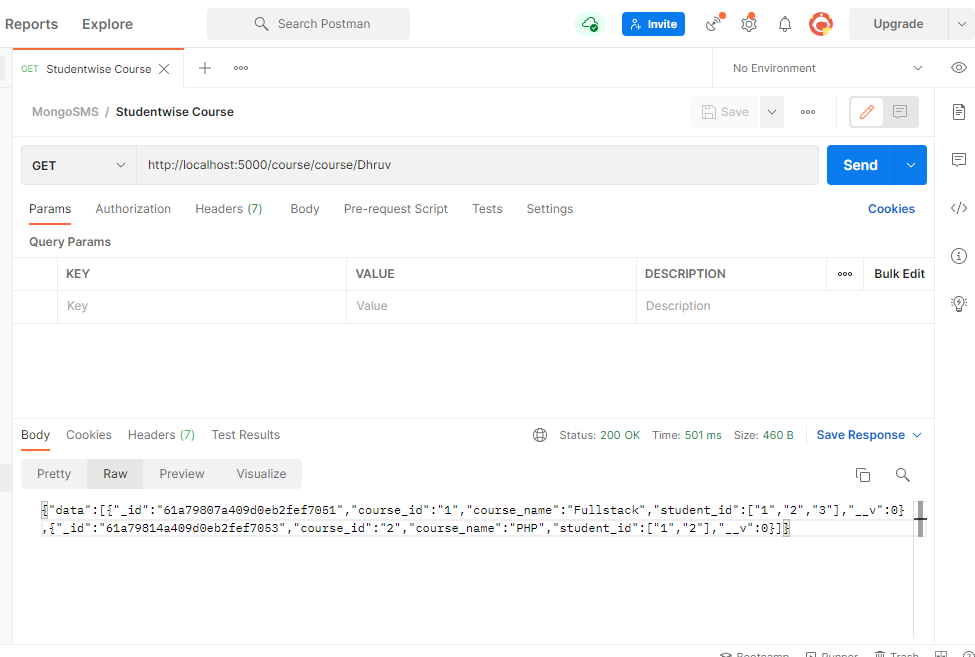 Reports Explore Search Postman Invite Upgrade
GET Studentwise Course No Environment
MongoSMS / Studentwise Course Save
GET http://localhost:5000/course/course/Dhruv Send
Params Authorization Headers (7) Body Pre-request Script Tests Settings Cookies
Query Params
KEY VALUE DESCRIPTION Bulk Edit
Key Value Description
Body Cookies Headers (7) Test Results Status: 200 OK Time: 501 ms Size: 460 B Save Response
Pretty Raw Preview Visualize
{"data":[{"_id":"61a79807a409d0eb2fef7051","course_id":"1","course_name":"Fullstack","student_id":["1","2","3"],"__v":0}
,{"_id":"61a79814a409d0eb2fef7053","course_id":"2","course_name":"PHP","student_id":["1","2"],"__v":0}]}
Bootcamp Runner Trash